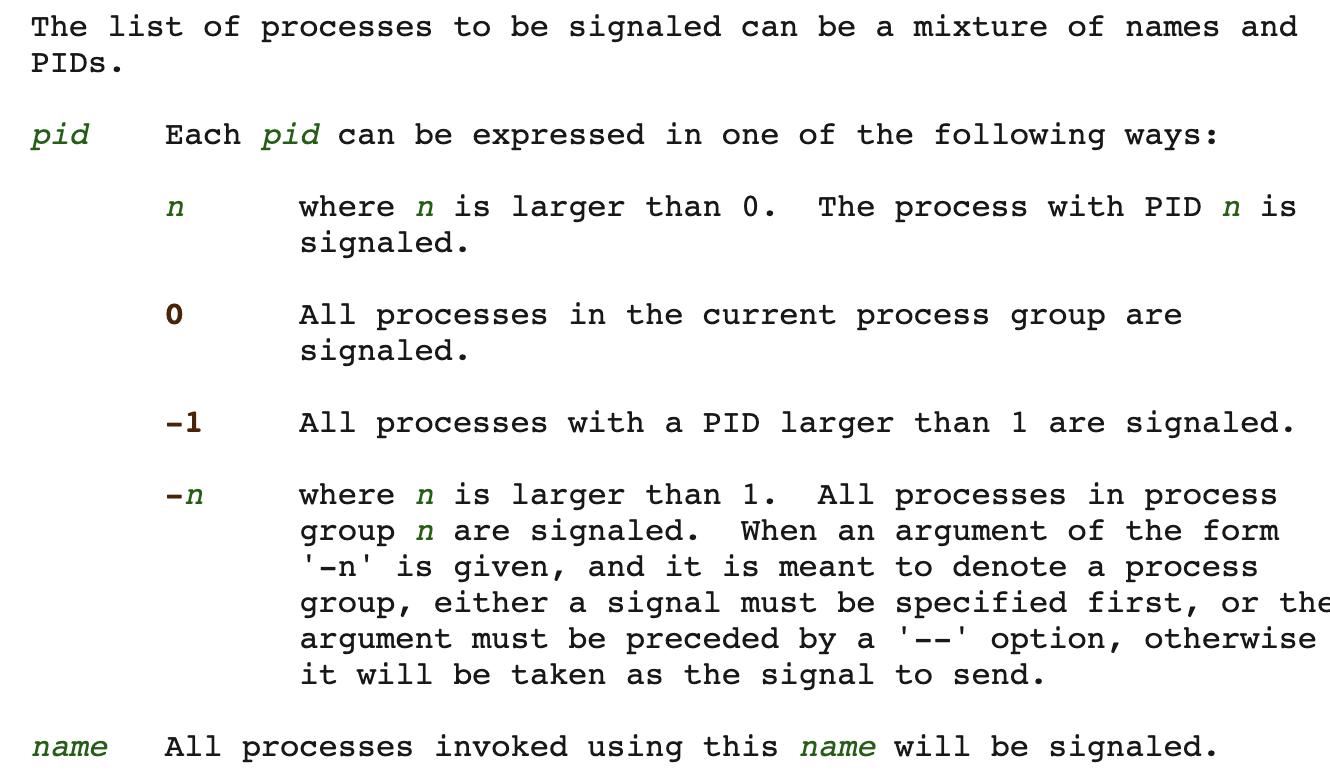 The list of processes to be signaled can be a mixture of names and
PIDs.
pid Each pid can be expressed in one of the following ways:
n where n is larger than 0. The process with PID n is
signaled.
0 All processes in the current process group are
signaled.
-1 All processes with a PID larger than 1 are signaled.
-n where n is larger than 1. All processes in process
group n are signaled. When an argument of the form
'-n' is given, and it is meant to denote a process
group, either a signal must be specified first, or the
argument must be preceded by a '--' option, otherwise
it will be taken as the signal to send.
name All processes invoked using this name will be signaled.